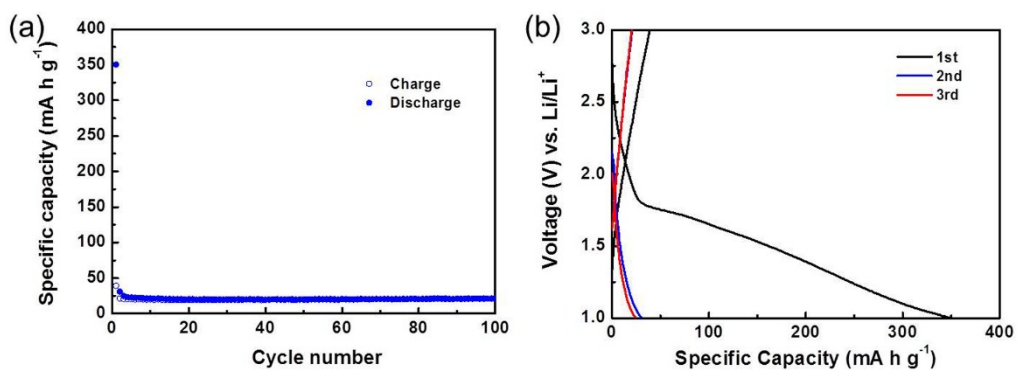 (a)
Specific capacity (mA h g⁻¹)
400
350
300
250
200
150
100
50
0
Charge
Discharge
0 20 40 60 80 100
Cycle number
(b)
Voltage (V) vs. Li/Li⁺
3.0
2.5
2.0
1.5
1.0
1st
2nd
3rd
0 100 200 300 400
Specific Capacity (mA h g⁻¹)